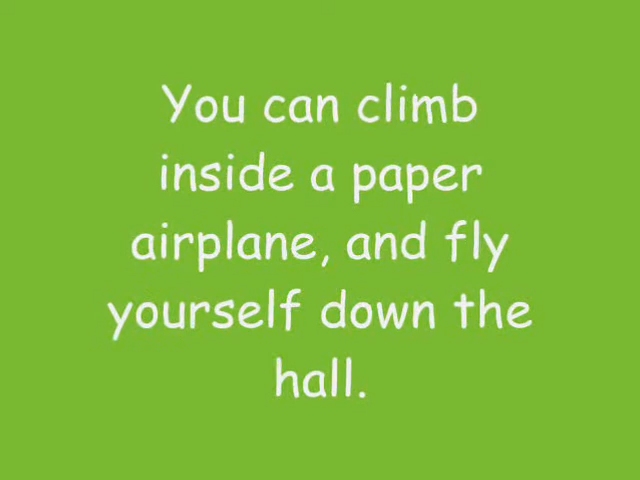 You can climb
inside a paper
airplane, and fly
yourself down the
hall.